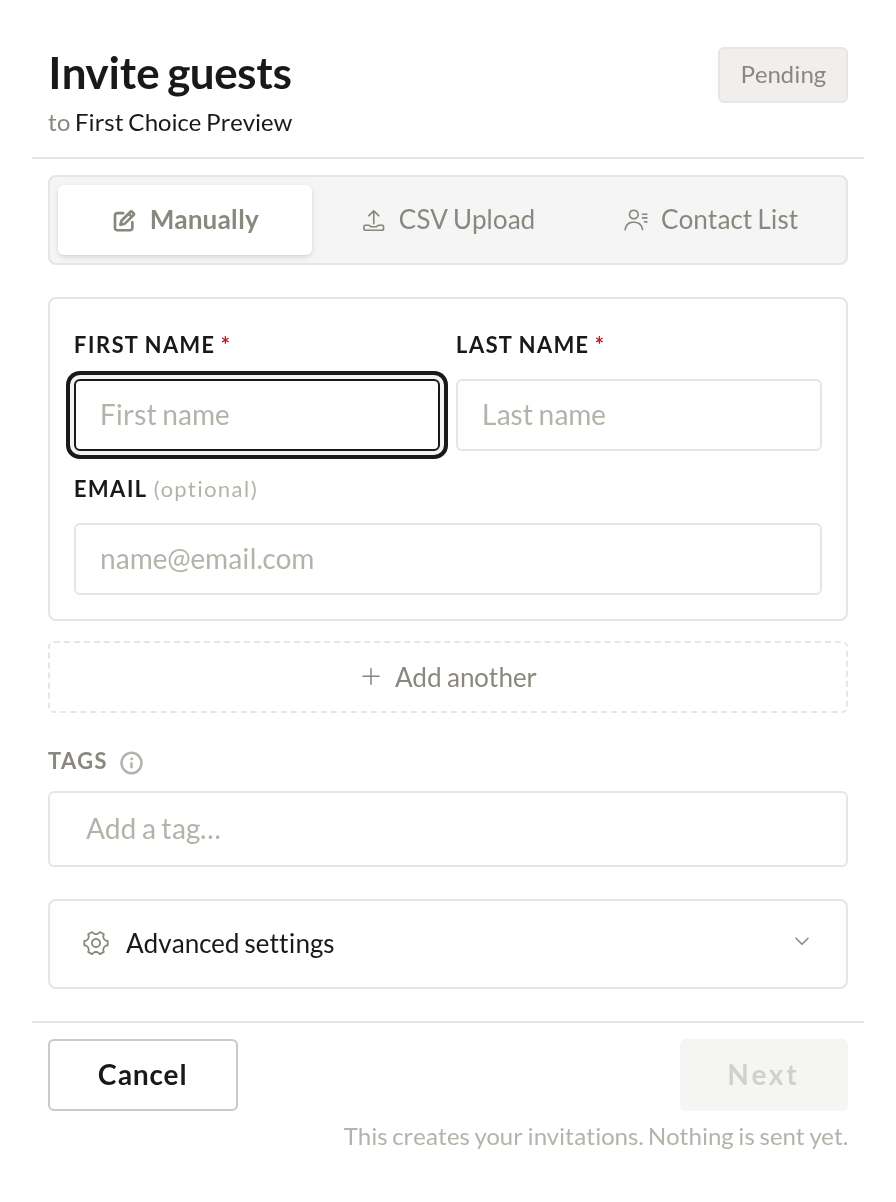 Invite guests
Pending
to First Choice Preview
Manually
CSV Upload
Contact List
FIRST NAME *
LAST NAME *
First name
Last name
EMAIL (optional)
name@email.com
+ Add another
TAGS
Add a tag...
Advanced settings
Cancel
Next
This creates your invitations. Nothing is sent yet.